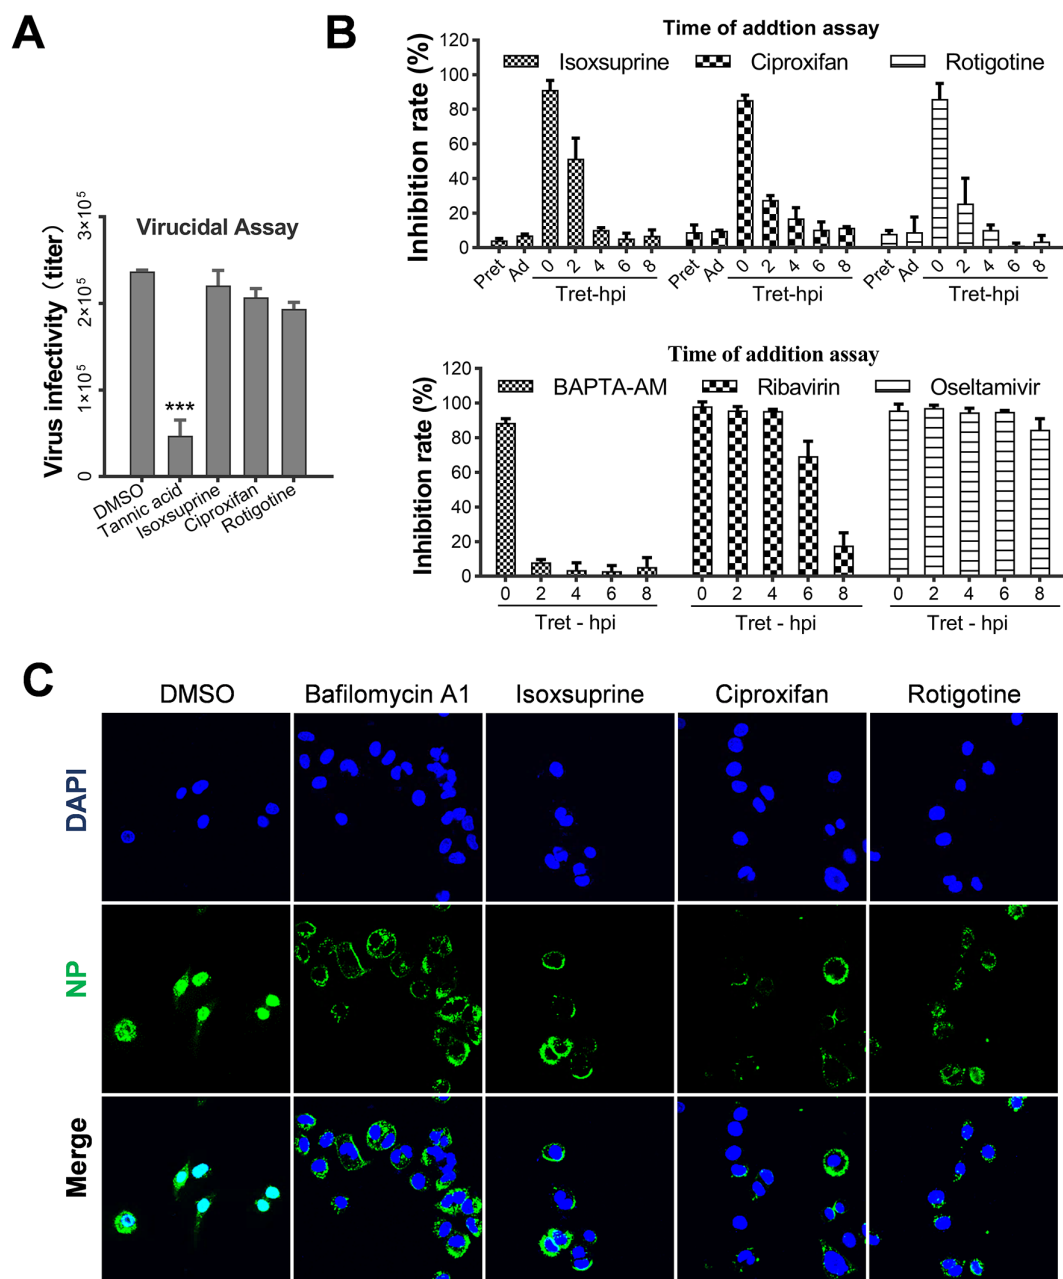 A
Virucidal Assay
Virus infectivity (titer)
3×10⁵
2×10⁵
1×10⁵
0
***
DMSO
Tannic acid
Isoxsuprine
Ciproxifan
Rotigotine
B
Time of addtion assay
Inhibition rate (%)
120
100
80
60
40
20
0
Isoxsuprine Ciproxifan Rotigotine
Pret Ad 0 2 4 6 8 Pret Ad 0 2 4 6 8 Pret Ad 0 2 4 6 8
Tret-hpi Tret-hpi Tret-hpi
Time of addition assay
Inhibition rate (%)
120
100
80
60
40
20
0
BAPTA-AM Ribavirin Oseltamivir
0 2 4 6 8 0 2 4 6 8 0 2 4 6 8
Tret - hpi Tret - hpi Tret - hpi
C
DMSO Bafilomycin A1 Isoxsuprine Ciproxifan Rotigotine
DAPI
NP
Merge